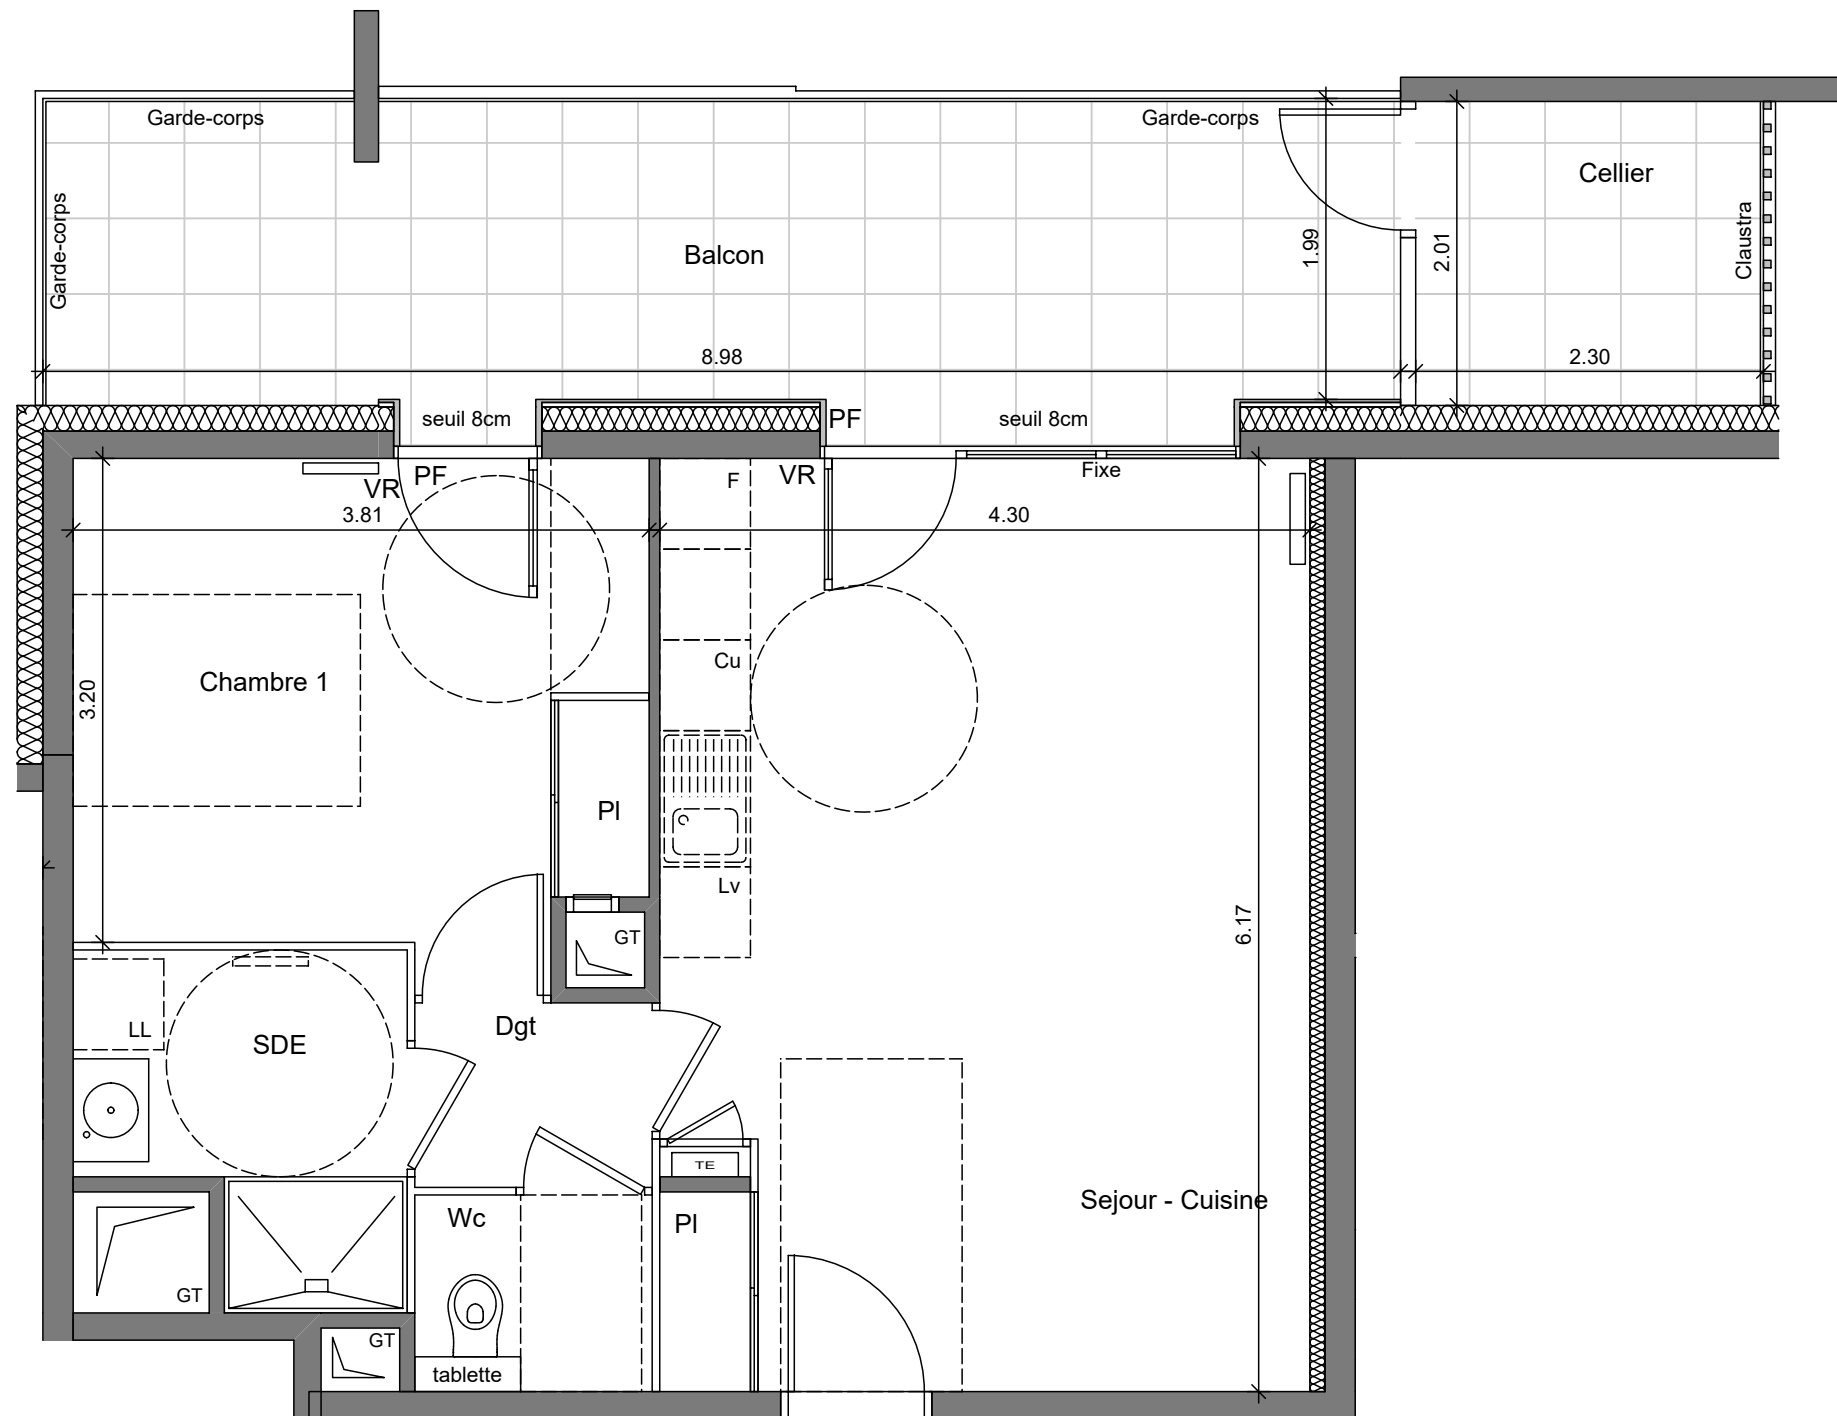 Garde-corps
Garde-corps
Cellier
Garde-corps
Claustra
Balcon
1.99
2.01
8.98
2.30
seuil 8cm
PF
seuil 8cm
VR
PF
F
VR
Fixe
3.81
4.30
Chambre 1
3.20
Cu
Pl
Lv
6.17
GT
LL
SDE
Dgt
TE
Sejour - Cuisine
Wc
Pl
GT
GT
tablette